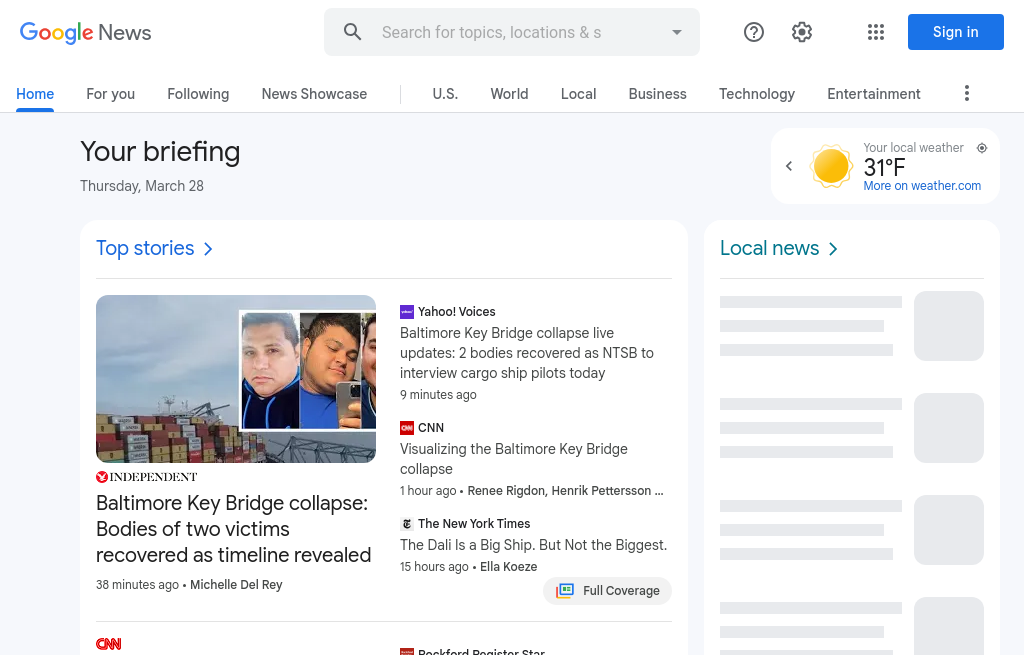 Google News
Search for topics, locations & s
Sign in
Home
For you
Following
News Showcase
U.S.
World
Local
Business
Technology
Entertainment
Your briefing
Thursday, March 28
Your local weather
31°F
More on weather.com
Top stories
INDEPENDENT
Baltimore Key Bridge collapse:
Bodies of two victims
recovered as timeline revealed
38 minutes ago • Michelle Del Rey
Yahoo! Voices
Baltimore Key Bridge collapse live
updates: 2 bodies recovered as NTSB to
interview cargo ship pilots today
9 minutes ago
CNN
Visualizing the Baltimore Key Bridge
collapse
1 hour ago • Renee Rigdon, Henrik Pettersson ...
The New York Times
The Dali Is a Big Ship. But Not the Biggest.
15 hours ago • Ella Koeze
Full Coverage
CNN
Rockford Register Star
Local news